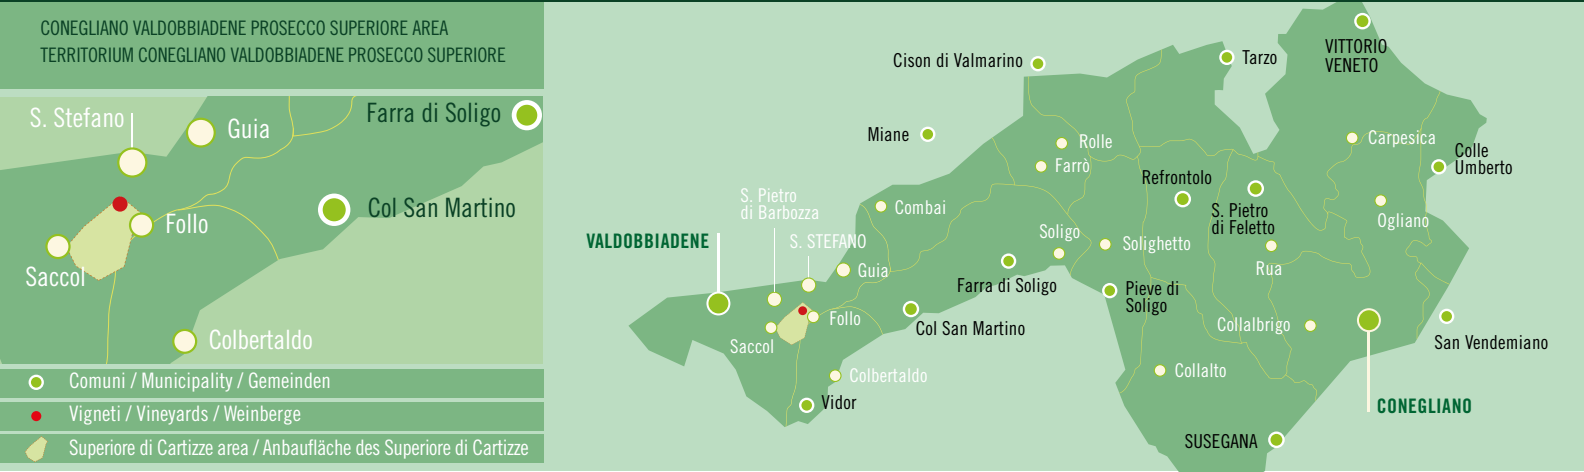 CONEGLIANO VALDOBBIADENE PROSECCO SUPERIORE AREA
TERRITORIUM CONEGLIANO VALDOBBIADENE PROSECCO SUPERIORE
S. Stefano
Guia
Farra di Soligo
Col San Martino
Follo
Saccol
Colbertaldo
Comuni / Municipality / Gemeinden
Vigneti / Vineyards / Weinberge
Superiore di Cartizze area / Anbaufläche des Superiore di Cartizze
Cison di Valmarino
Tarzo
VITTORIO
VENETO
Miane
Rolle
Farrò
Carpesica
Colle
Umberto
Refrontolo
S. Pietro
di Feletto
Ogliano
S. Pietro
di Barbozza
Combai
VALDOBBIADENE
S. STEFANO
Soligo
Solighetto
Guia
Rua
Farra di Soligo
Pieve di
Soligo
Follo
Col San Martino
Collalbrigo
San Vendemiano
Saccol
Colbertaldo
Collalto
Vidor
CONEGLIANO
SUSEGANA